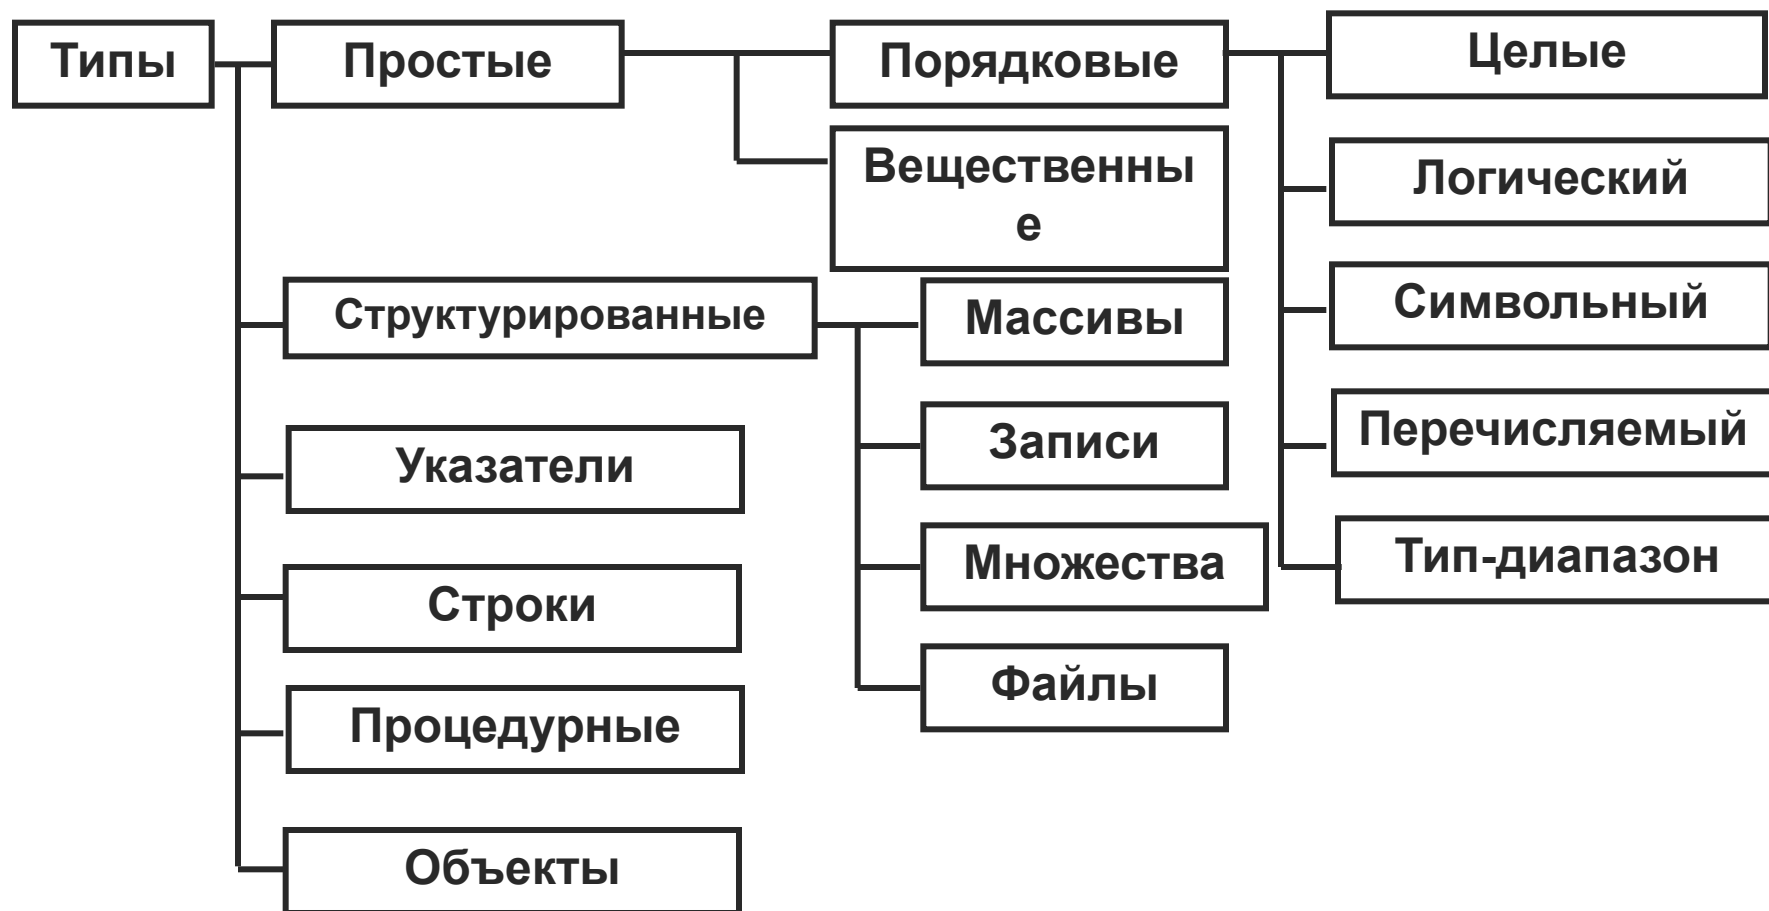 Типы
Простые
Порядковые
Целые
Вещественны
е
Логический
Символьный
Структурированные
Массивы
Перечисляемый
Указатели
Записи
Тип-диапазон
Строки
Множества
Процедурные
Файлы
Объекты